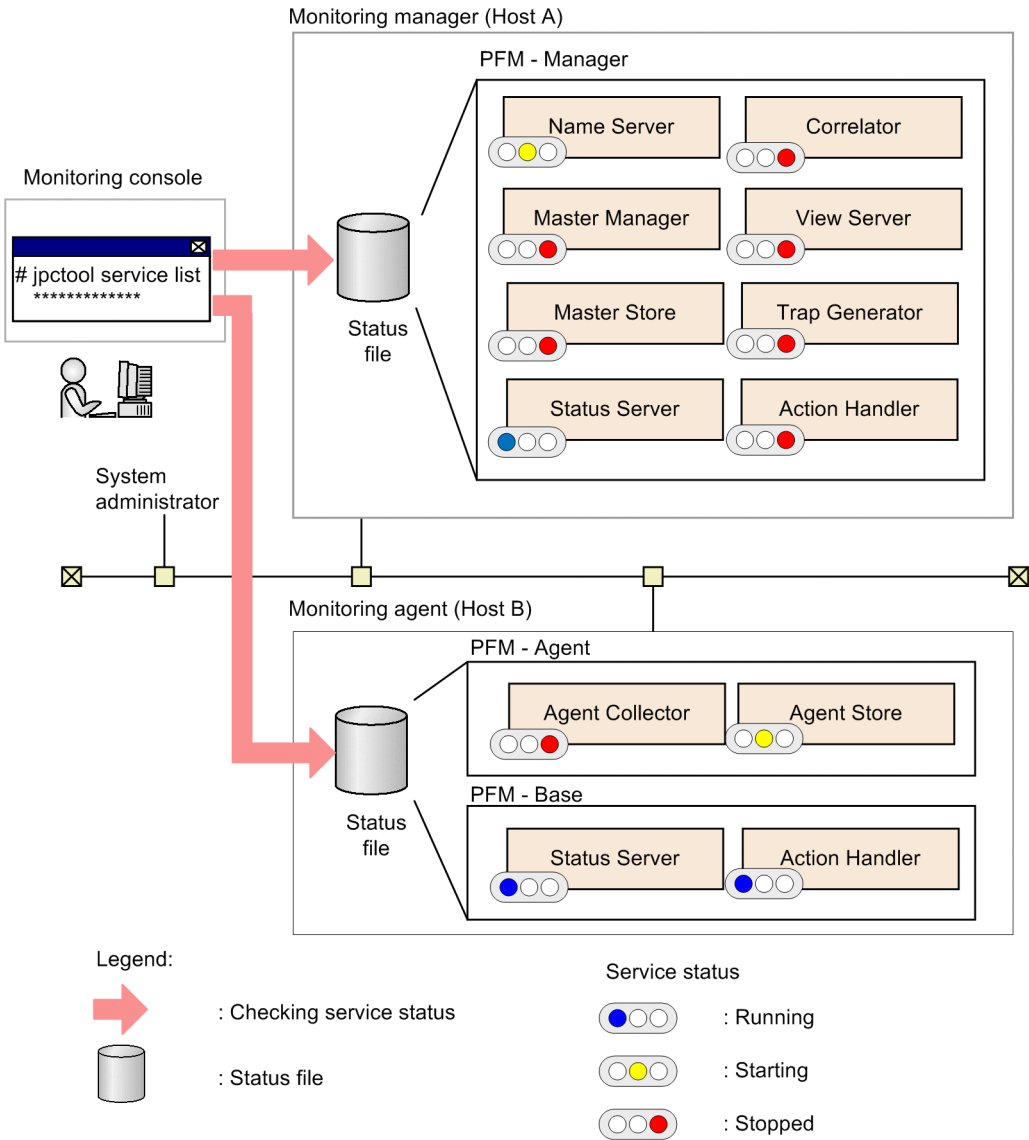 Monitoring manager (Host A)
PFM - Manager
Name Server
Correlator
Monitoring console
Master Manager
View Server
# jpctool service list
*************
Status
file
Master Store
Trap Generator
Status Server
Action Handler
System
administrator
Monitoring agent (Host B)
PFM - Agent
Agent Collector
Agent Store
PFM - Base
Status
file
Status Server
Action Handler
Legend:
: Checking service status
: Status file
Service status
: Running
: Starting
: Stopped